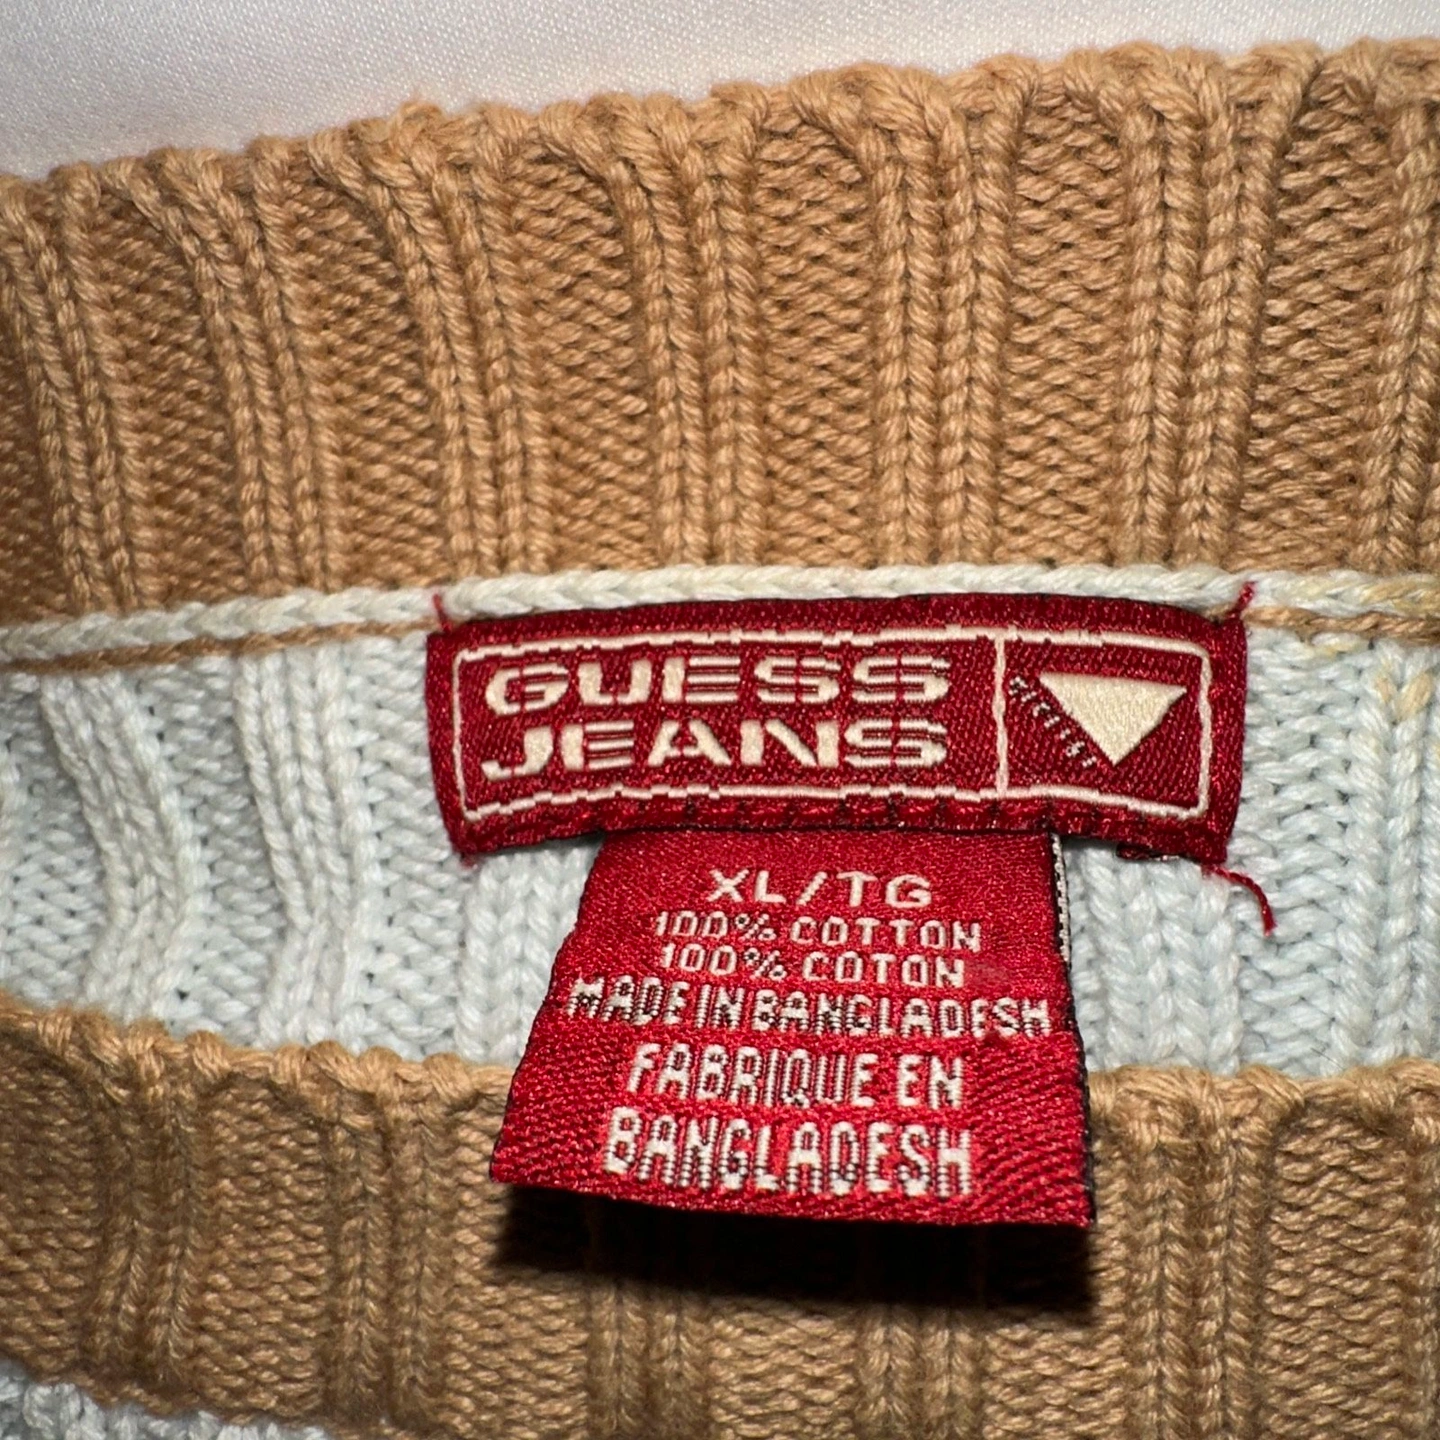 GUESS
JEANS
XL/TG
100% COTTON
100% COTON
MADE IN BANGLADESH
FABRIQUE EN
BANGLADESH